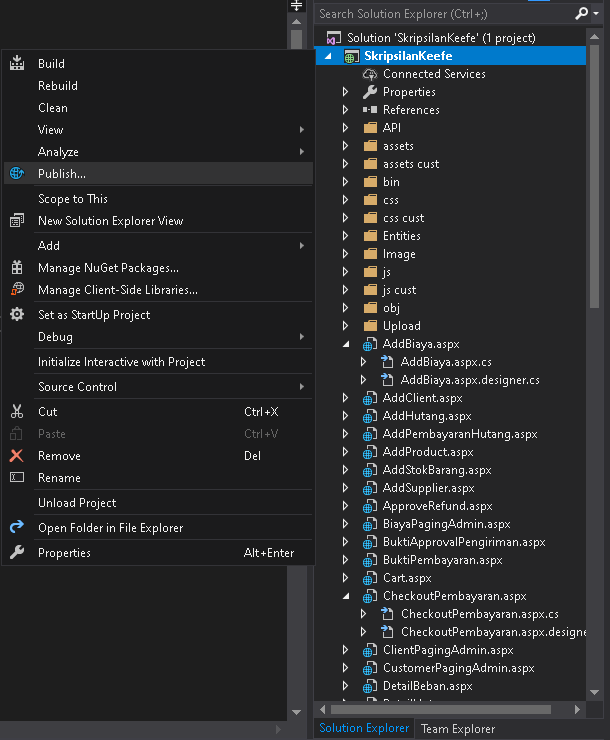 Build
Rebuild
Clean
View
Analyze
Publish...
Scope to This
New Solution Explorer View
Add
Manage NuGet Packages...
Manage Client-Side Libraries...
Set as StartUp Project
Debug
Initialize Interactive with Project
Source Control
Cut Ctrl+X
Paste Ctrl+V
Remove Del
Rename
Unload Project
Open Folder in File Explorer
Properties Alt+Enter
Search Solution Explorer (Ctrl+;)
Solution 'SkripsilanKeefe' (1 project)
SkripsilanKeefe
Connected Services
Properties
References
API
assets
assets cust
bin
css
css cust
Entities
Image
js
js cust
obj
Upload
AddBiaya.aspx
AddBiaya.aspx.cs
AddBiaya.aspx.designer.cs
AddClient.aspx
AddHutang.aspx
AddPembayaranHutang.aspx
AddProduct.aspx
AddStokBarang.aspx
AddSupplier.aspx
ApproveRefund.aspx
BiayaPagingAdmin.aspx
BuktiApprovalPengiriman.aspx
BuktiPembayaran.aspx
Cart.aspx
CheckoutPembayaran.aspx
CheckoutPembayaran.aspx.cs
CheckoutPembayaran.aspx.designe
ClientPagingAdmin.aspx
CustomerPagingAdmin.aspx
DetailBeban.aspx
Solution Explorer Team Explorer